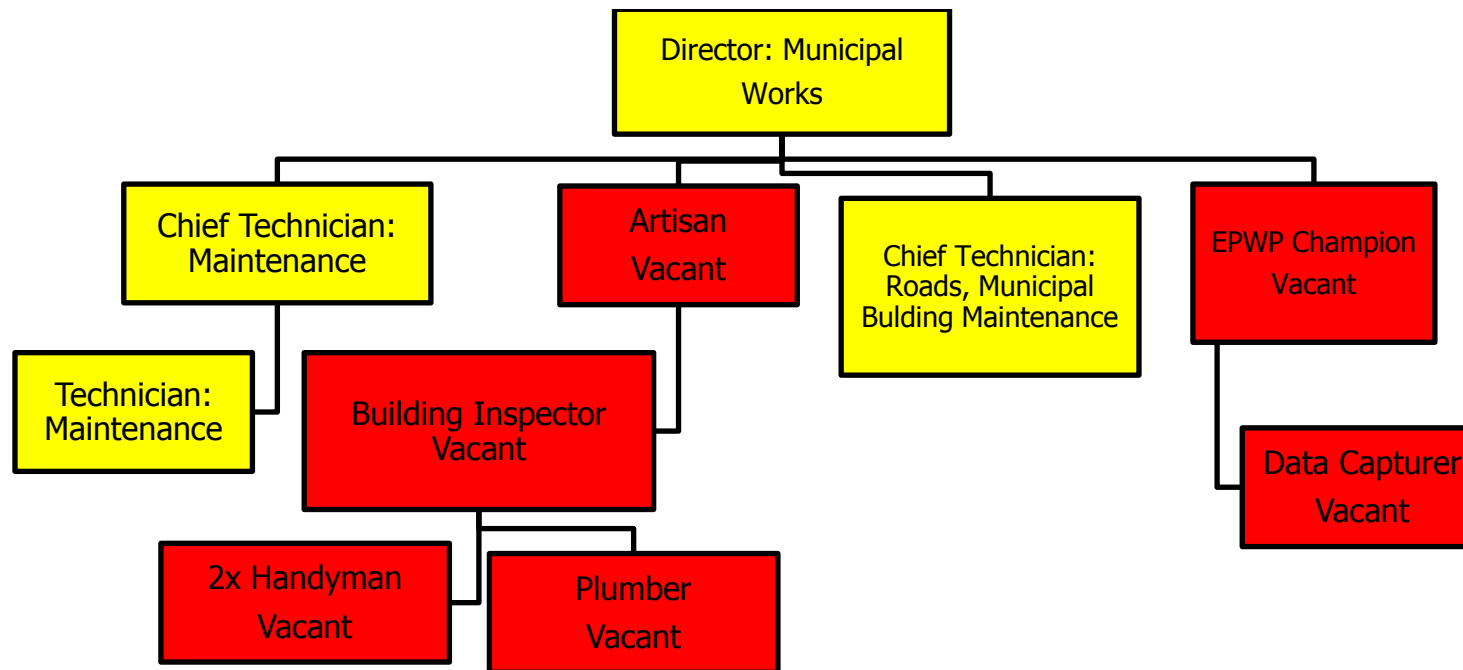 Director: Municipal
Works
Chief Technician:
Maintenance
Artisan
Vacant
Chief Technician:
Roads, Municipal
Bulding Maintenance
EPWP Champion
Vacant
Technician:
Maintenance
Building Inspector
Vacant
Data Capturer
Vacant
2x Handyman
Vacant
Plumber
Vacant